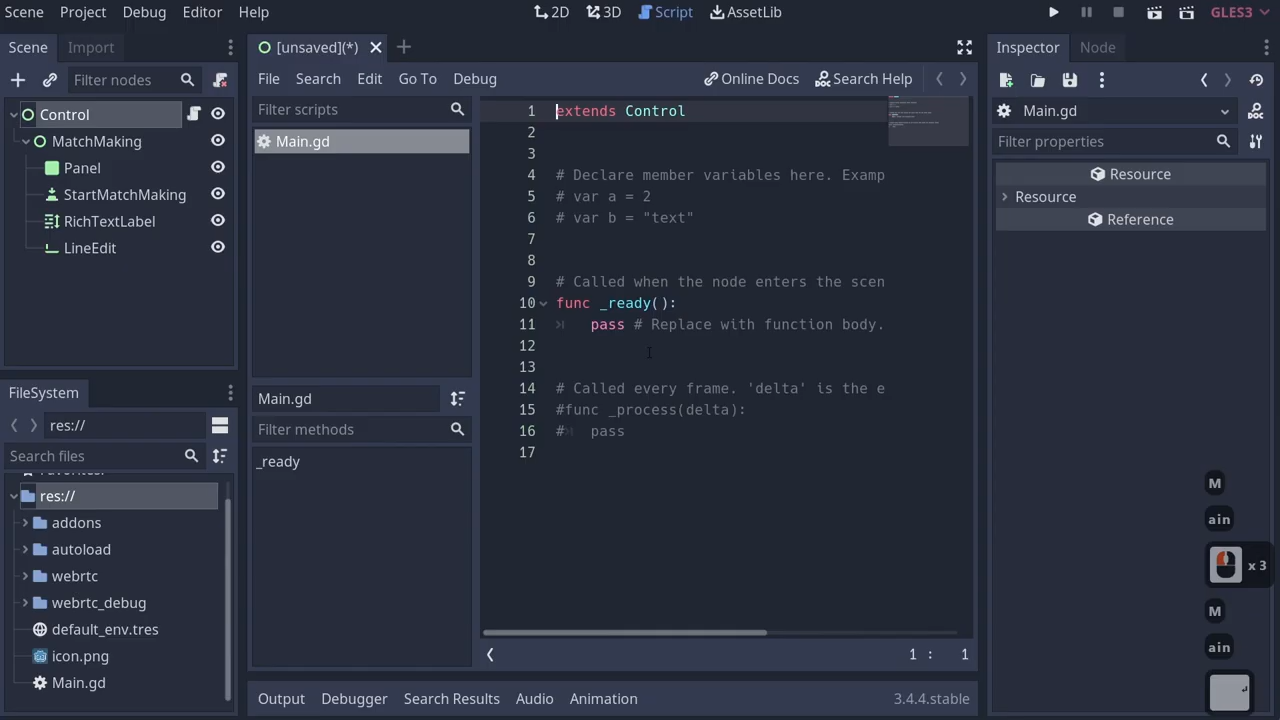 Scene Project Debug Editor Help
2D 3D Script AssetLib
GLES3
Scene Import
Filter nodes
Control
MatchMaking
Panel
StartMatchMaking
RichTextLabel
LineEdit
FileSystem
res://
Search files
res://
addons
autoload
webrtc
webrtc_debug
default_env.tres
icon.png
Main.gd
[unsaved](*)
File Search Edit Go To Debug
Online Docs Search Help
Filter scripts
Main.gd
Main.gd
Filter methods
_ready
1 extends Control
2
3
4 # Declare member variables here. Examp
5 # var a = 2
6 # var b = "text"
7
8
9 # Called when the node enters the scen
10 func _ready():
11 pass # Replace with function body.
12
13
14 # Called every frame. 'delta' is the e
15 #func _process(delta):
16 # pass
17
1 : 1
Output Debugger Search Results Audio Animation 3.4.4.stable
Inspector Node
Main.gd
Filter properties
Resource
Resource
Reference
M
ain
x 3
M
ain